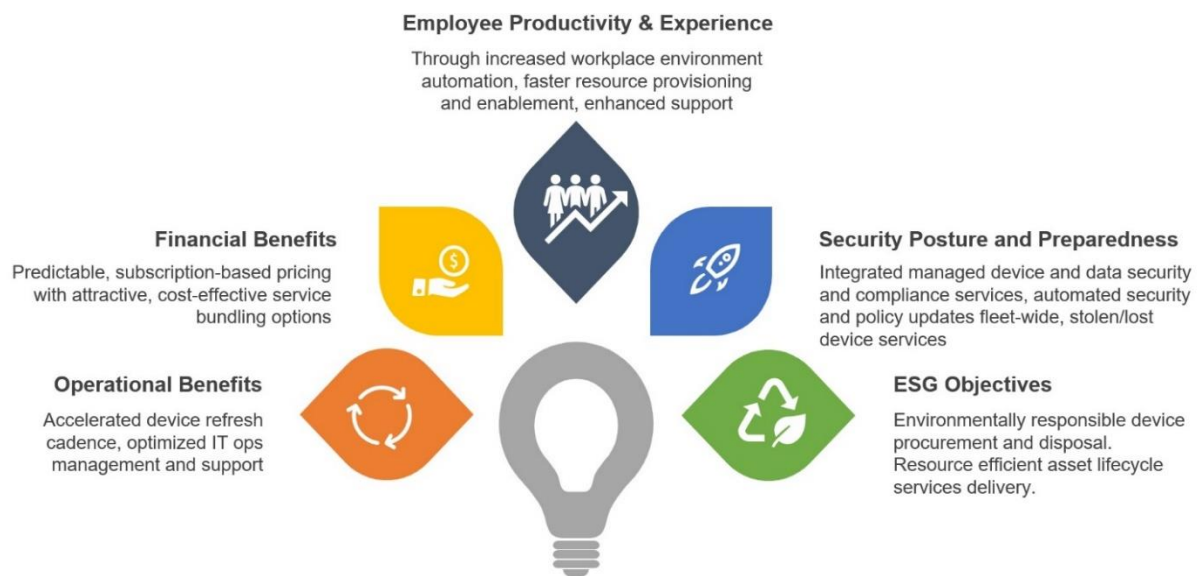 Employee Productivity & Experience
Through increased workplace environment
automation, faster resource provisioning
and enablement, enhanced support
Financial Benefits
Predictable, subscription-based pricing
with attractive, cost-effective service
bundling options
$
Security Posture and Preparedness
Integrated managed device and data security
and compliance services, automated security
and policy updates fleet-wide, stolen/lost
device services
Operational Benefits
Accelerated device refresh
cadence, optimized IT ops
management and support
ESG Objectives
Environmentally responsible device
procurement and disposal.
Resource efficient asset lifecycle
services delivery.